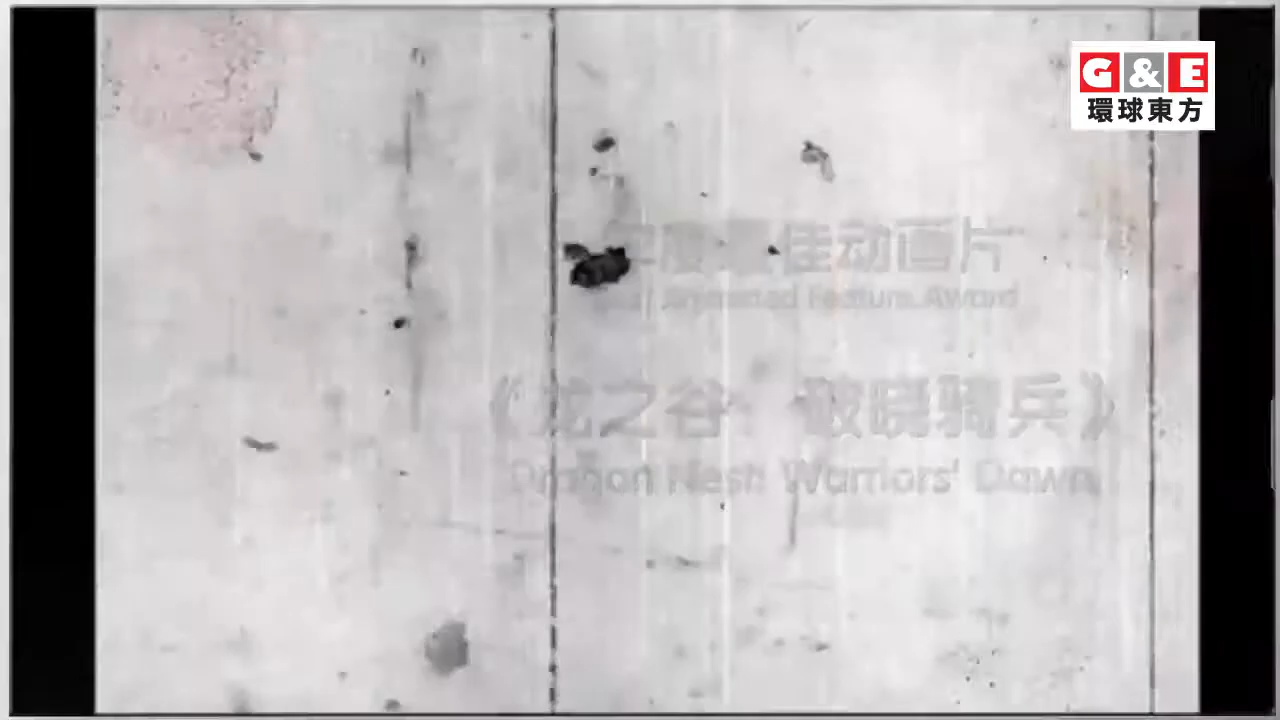 G&E
環球東方
年度最佳动画片
Animated Feature Award
《龙之谷：破晓骑兵》
Dragon Nest: Warriors' Dawn